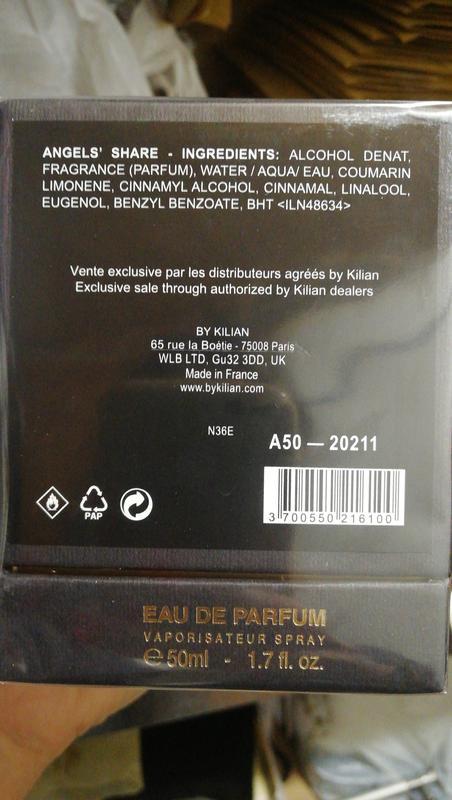 ANGELS' SHARE - INGREDIENTS: ALCOHOL DENAT,
FRAGRANCE (PARFUM), WATER / AQUA/ EAU, COUMARIN
LIMONENE, CINNAMYL ALCOHOL, CINNAMAL, LINALOOL,
EUGENOL, BENZYL BENZOATE, BHT <ILN48634>
Vente exclusive par les distributeurs agréés by Kilian
Exclusive sale through authorized by Kilian dealers
BY KILIAN
65 rue la Boétie - 75008 Paris
WLB LTD, Gu32 3DD, UK
Made in France
www.bykilian.com
N36E
A50 — 20211
PAP
3 700550 216100
EAU DE PARFUM
VAPORISATEUR SPRAY
℮50ml - 1.7 fl. oz.